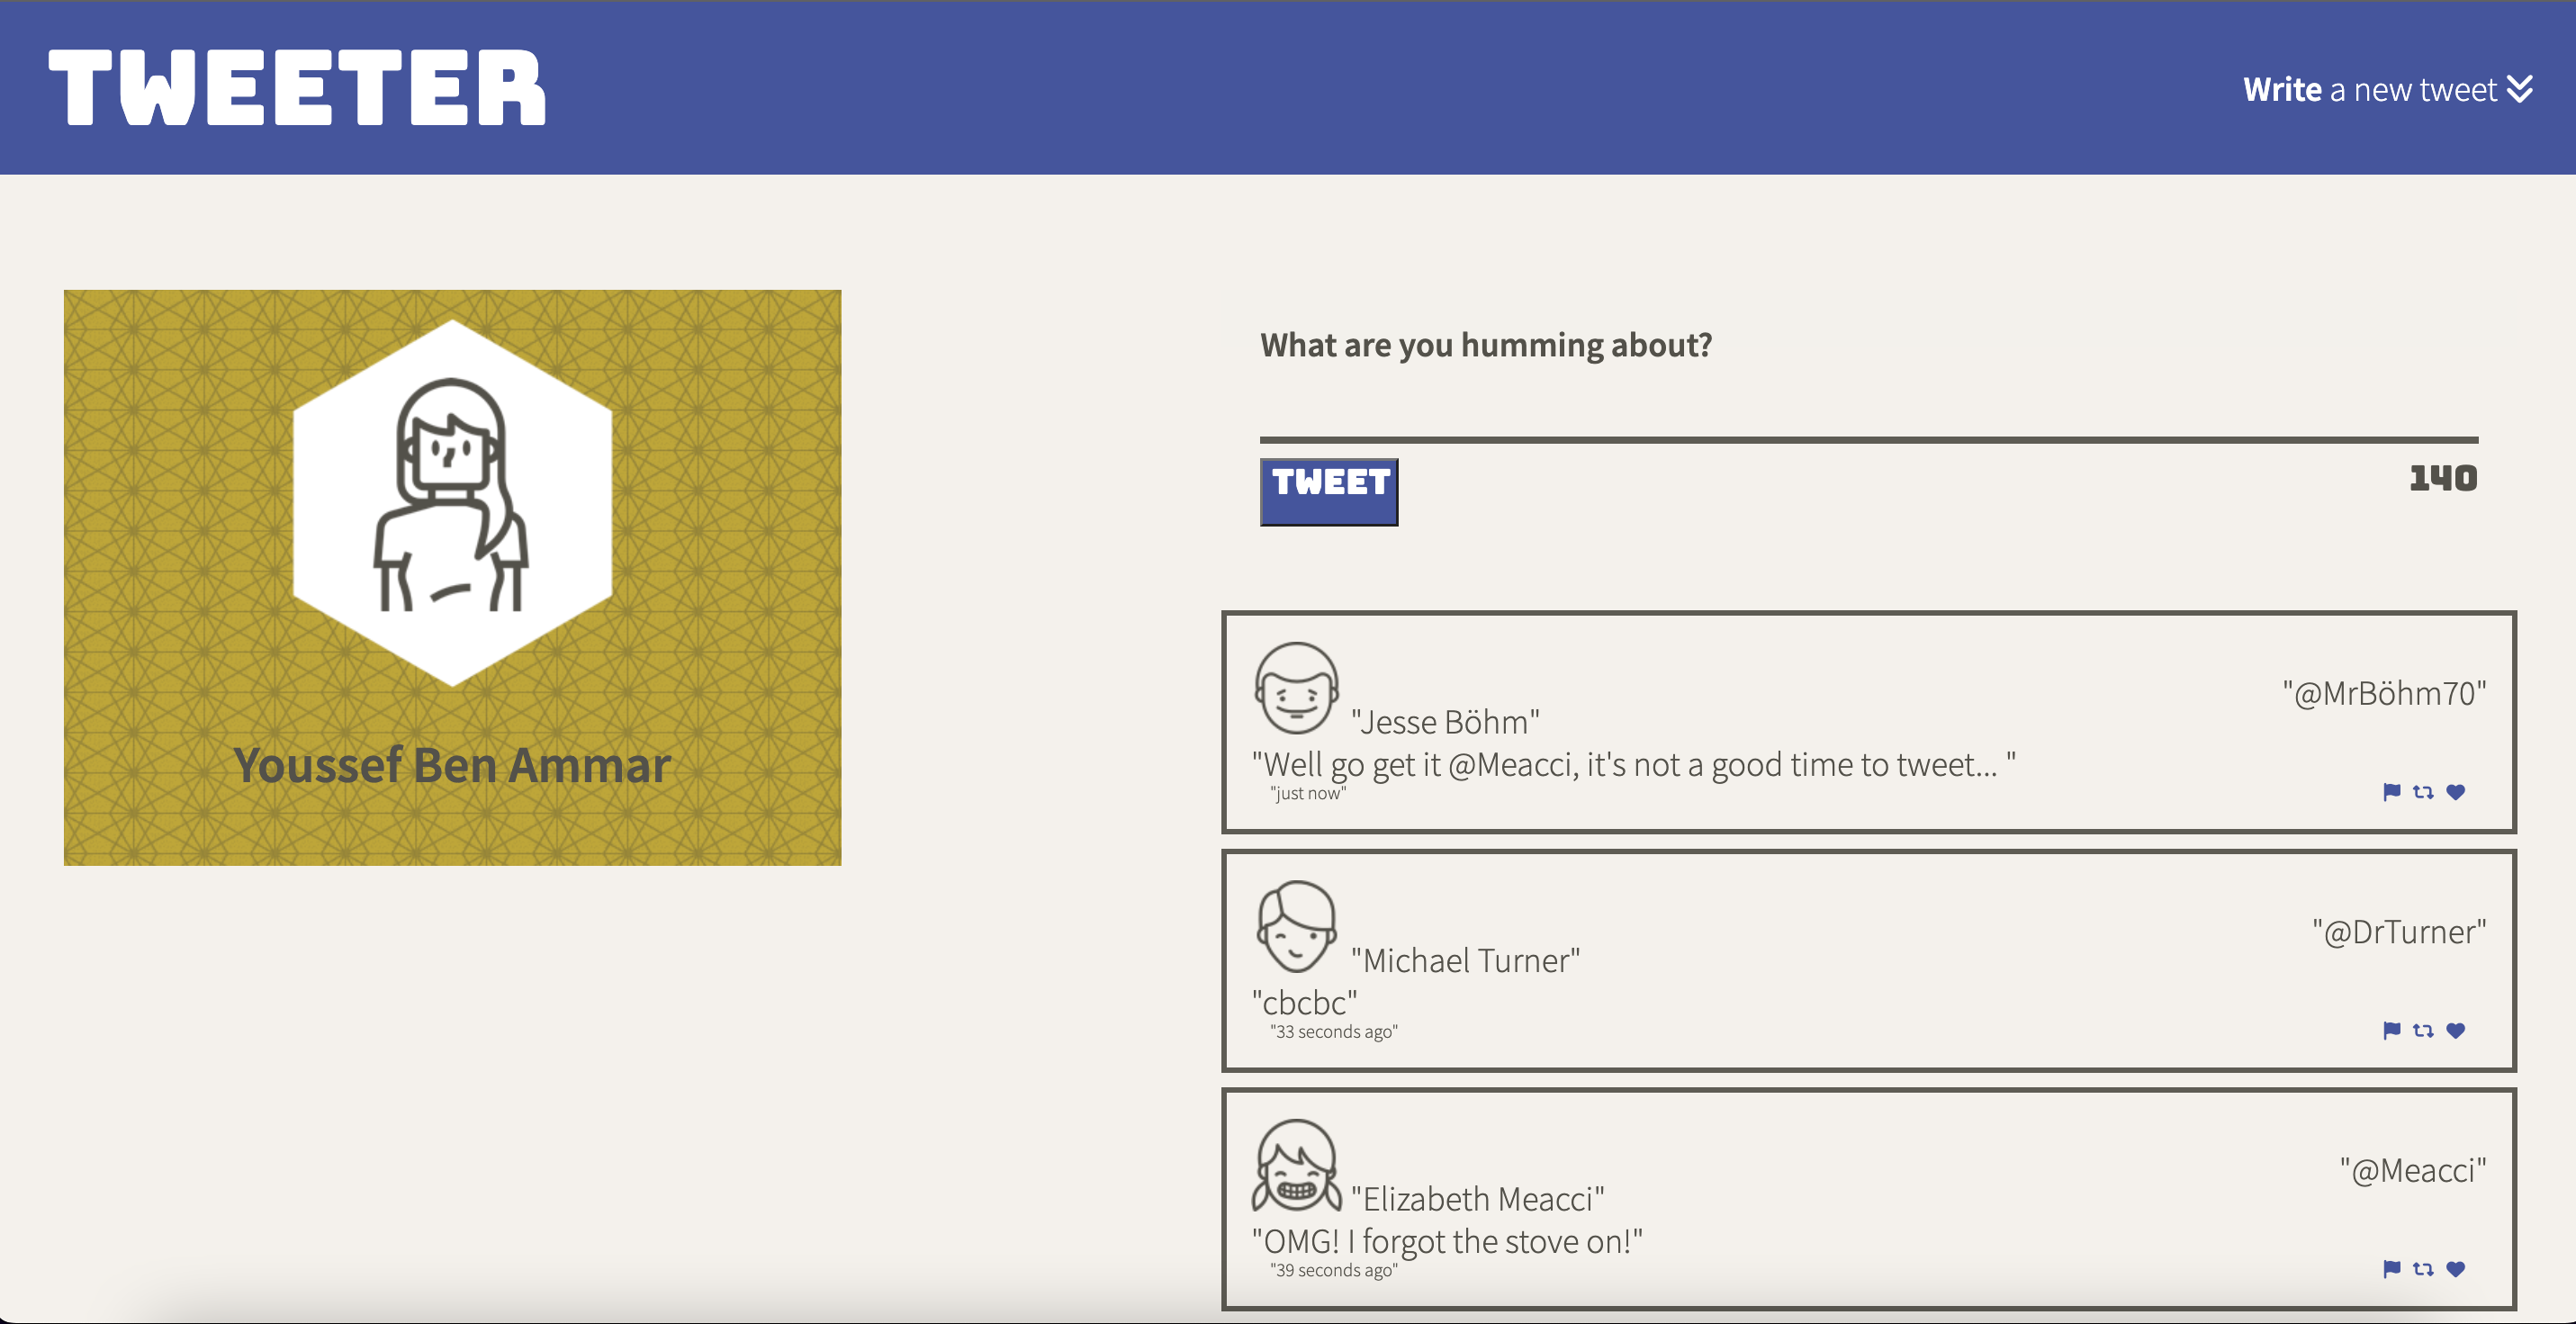 TWEETER
Write a new tweet
Youssef Ben Ammar
What are you humming about?
TWEET
140
"Jesse Böhm"
"@MrBöhm70"
"Well go get it @Meacci, it's not a good time to tweet... "
"just now"
"Michael Turner"
"@DrTurner"
"cbcbc"
"33 seconds ago"
"Elizabeth Meacci"
"@Meacci"
"OMG! I forgot the stove on!"
"39 seconds ago"